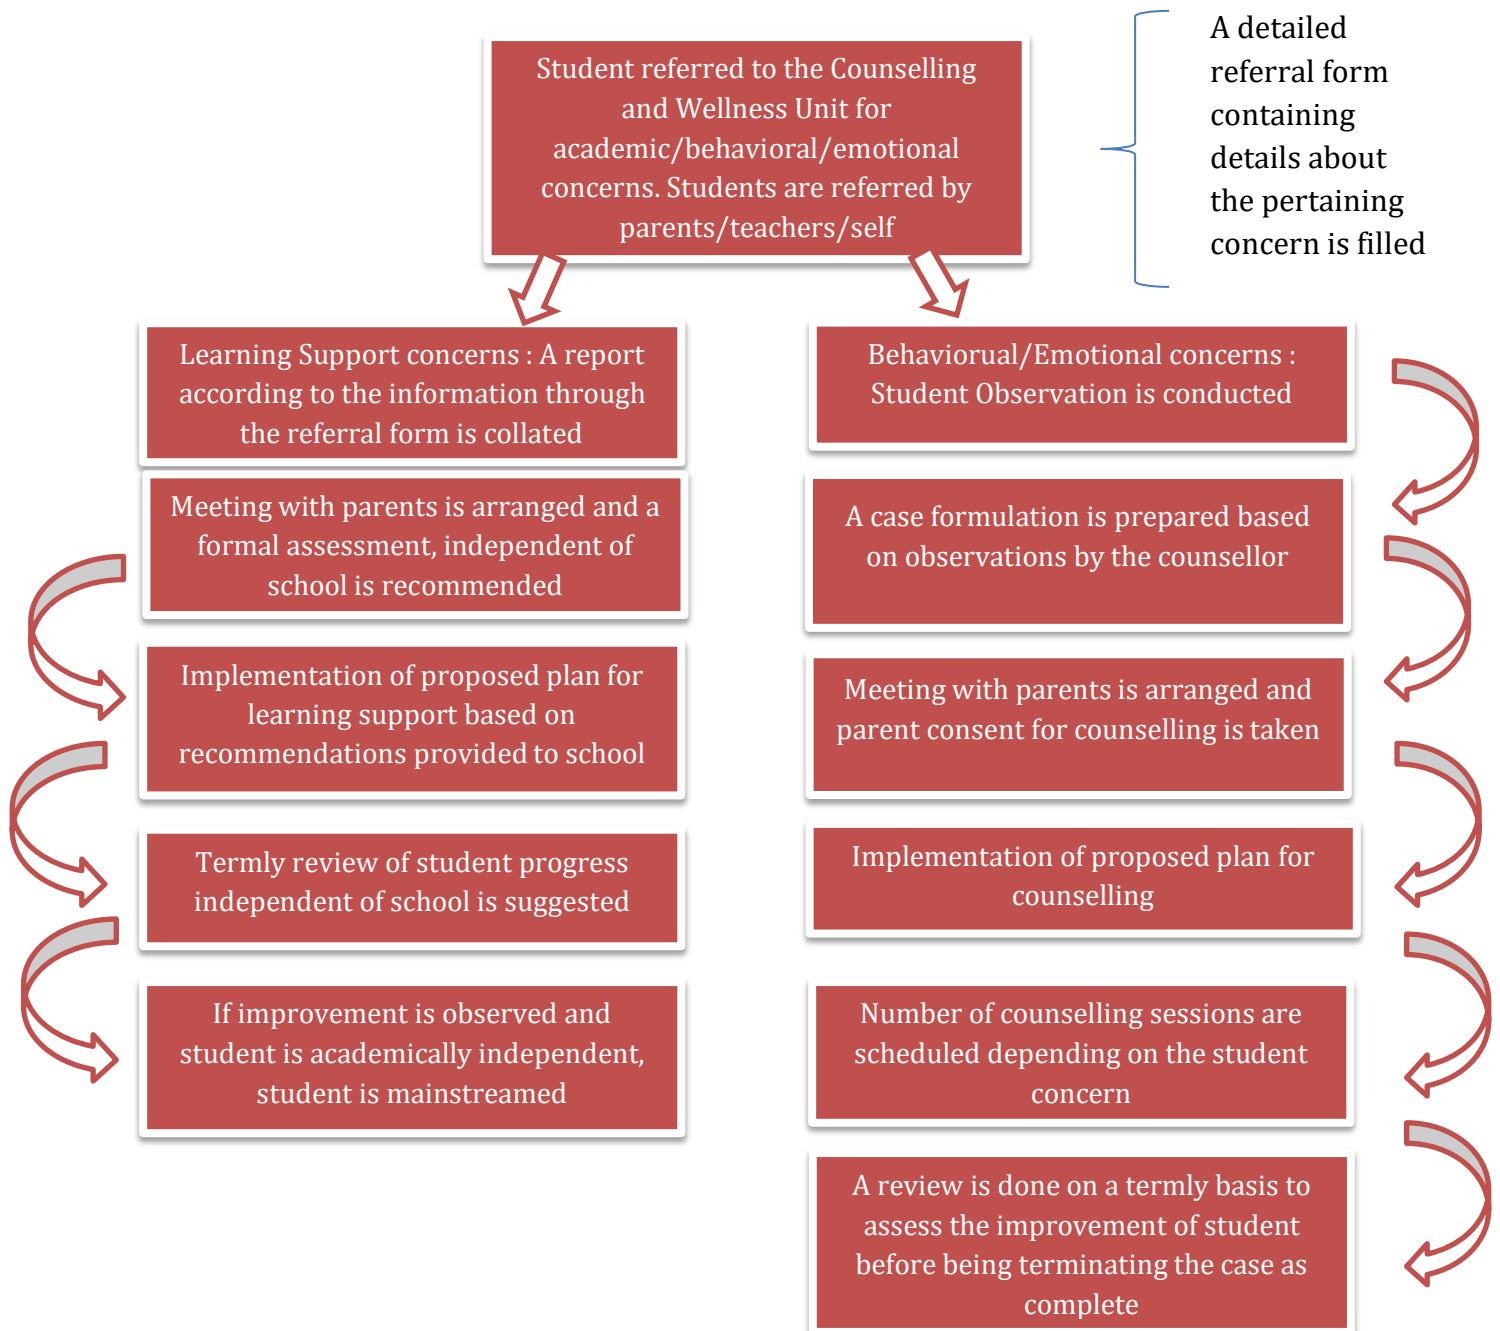 Student referred to the Counselling
and Wellness Unit for
academic/behavioral/emotional
concerns. Students are referred by
parents/teachers/self
A detailed
referral form
containing
details about
the pertaining
concern is filled
Learning Support concerns : A report
according to the information through
the referral form is collated
Meeting with parents is arranged and a
formal assessment, independent of
school is recommended
Implementation of proposed plan for
learning support based on
recommendations provided to school
Termly review of student progress
independent of school is suggested
If improvement is observed and
student is academically independent,
student is mainstreamed
Behaviorual/Emotional concerns :
Student Observation is conducted
A case formulation is prepared based
on observations by the counsellor
Meeting with parents is arranged and
parent consent for counselling is taken
Implementation of proposed plan for
counselling
Number of counselling sessions are
scheduled depending on the student
concern
A review is done on a termly basis to
assess the improvement of student
before being terminating the case as
complete